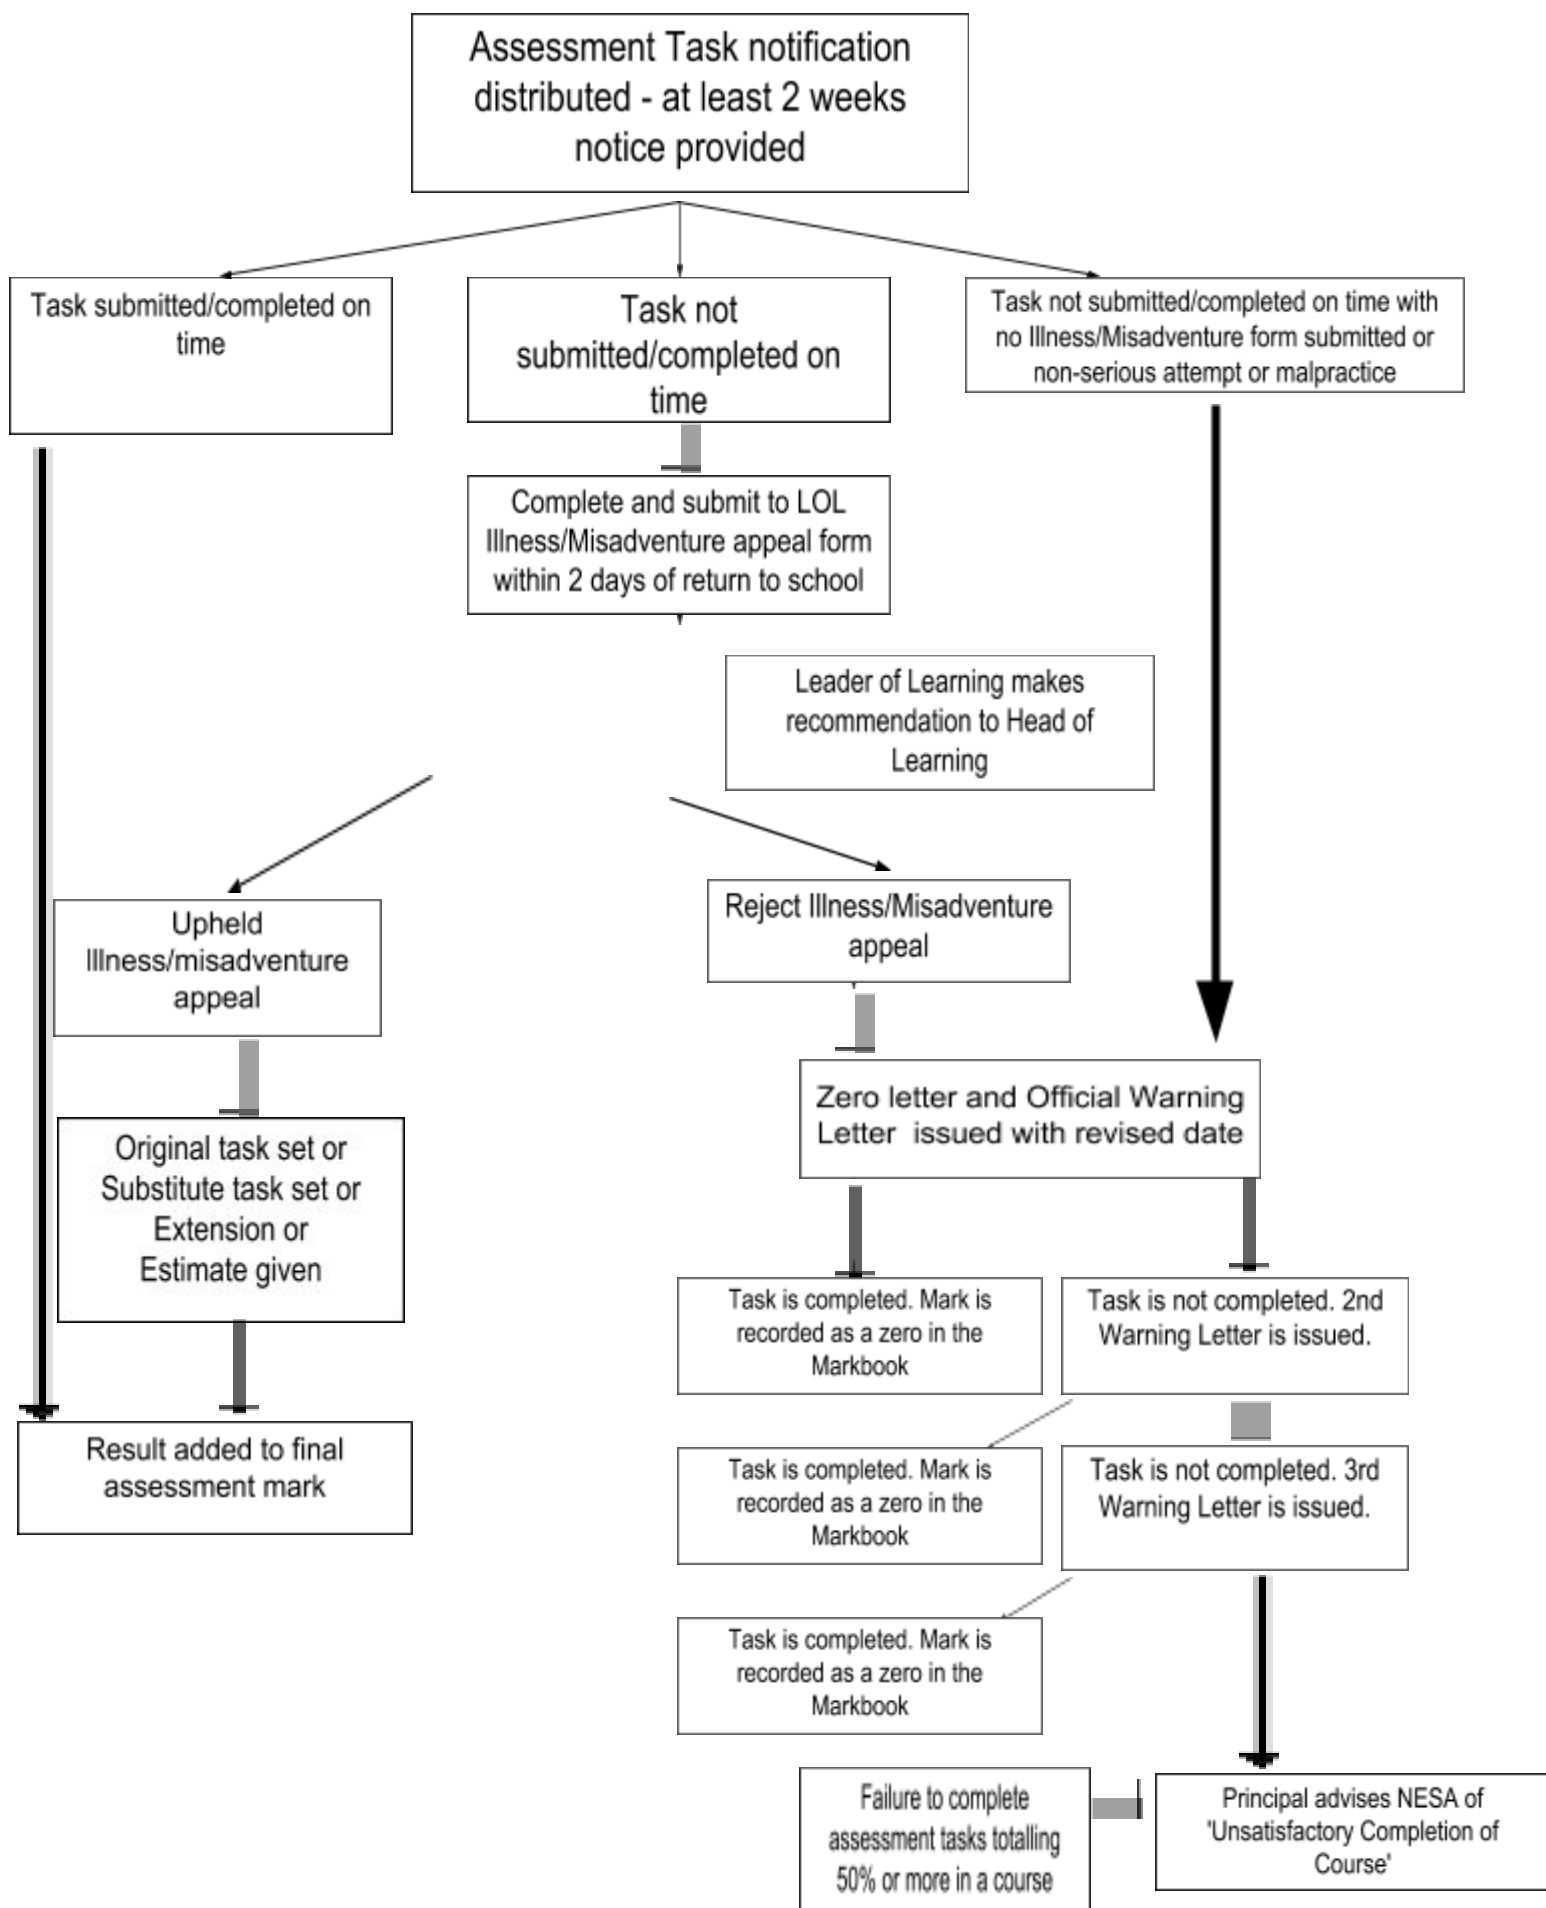 Assessment Task notification
distributed - at least 2 weeks
notice provided
Task submitted/completed on
time
Task not
submitted/completed on
time
Task not submitted/completed on time with
no Illness/Misadventure form submitted or
non-serious attempt or malpractice
Complete and submit to LOL
Illness/Misadventure appeal form
within 2 days of return to school
Leader of Learning makes
recommendation to Head of
Learning
Upheld
Illness/misadventure
appeal
Reject Illness/Misadventure
appeal
Original task set or
Substitute task set or
Extension or
Estimate given
Zero letter and Official Warning
Letter issued with revised date
Task is completed. Mark is
recorded as a zero in the
Markbook
Task is not completed. 2nd
Warning Letter is issued.
Result added to final
assessment mark
Task is completed. Mark is
recorded as a zero in the
Markbook
Task is not completed. 3rd
Warning Letter is issued.
Task is completed. Mark is
recorded as a zero in the
Markbook
Failure to complete
assessment tasks totalling
50% or more in a course
Principal advises NESA of
'Unsatisfactory Completion of
Course'